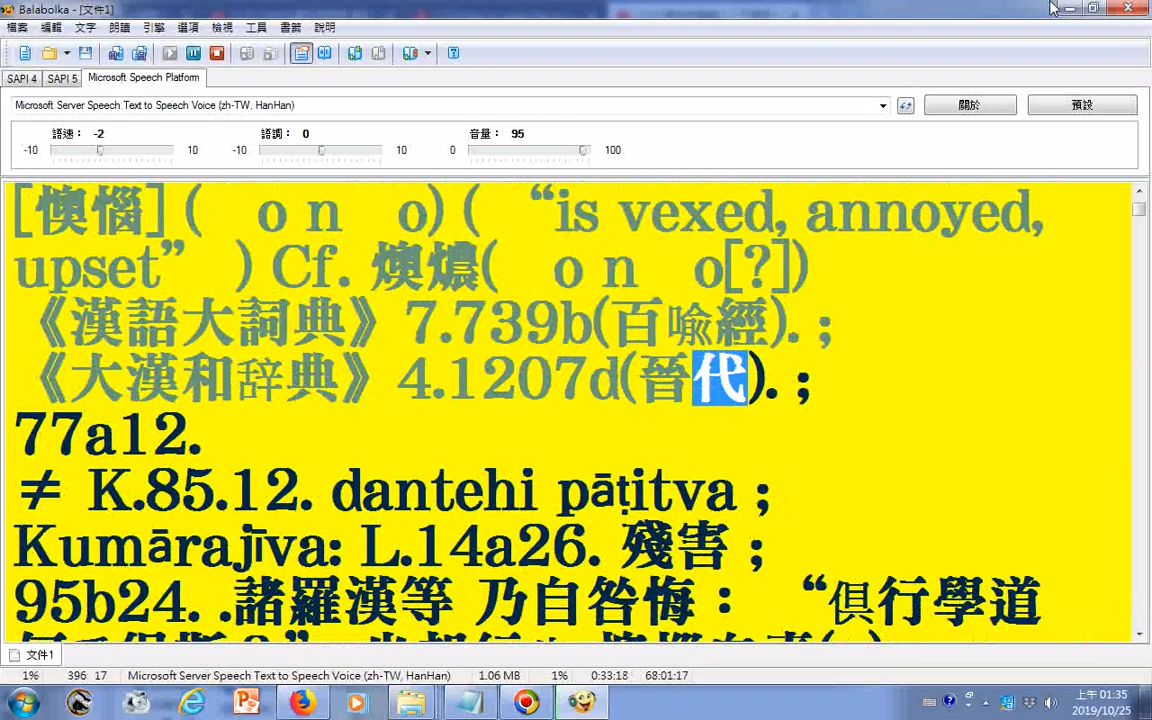 Balabolka - [文件1]
檔案 編輯 文字 朗讀 引擎 選項 檢視 工具 書籤 說明
SAPI 4 SAPI 5 Microsoft Speech Platform
Microsoft Server Speech Text to Speech Voice (zh-TW, HanHan) 關於 預設
語速： -2 語調： 0 音量： 95
-10 10 -10 10 0 100
[懊惱] ( o n o) ( “is vexed, annoyed,
upset” ) Cf. 燠燶( o n o[?])
《漢語大詞典》 7.739b(百喩經). ;
《大漢和辞典》 4.1207d(晉代). ;
77a12.
≠ K.85.12. dantehi pāṭitva ;
Kumārajīva: L.14a26. 殘害 ;
95b24. .諸羅漢等 乃自咎悔： “俱行學道
文件1
1% 396 17 Microsoft Server Speech Text to Speech Voice (zh-TW, HanHan) 1.06 MB 1% 0:33:18 68:01:17
上午 01:35
2019/10/25